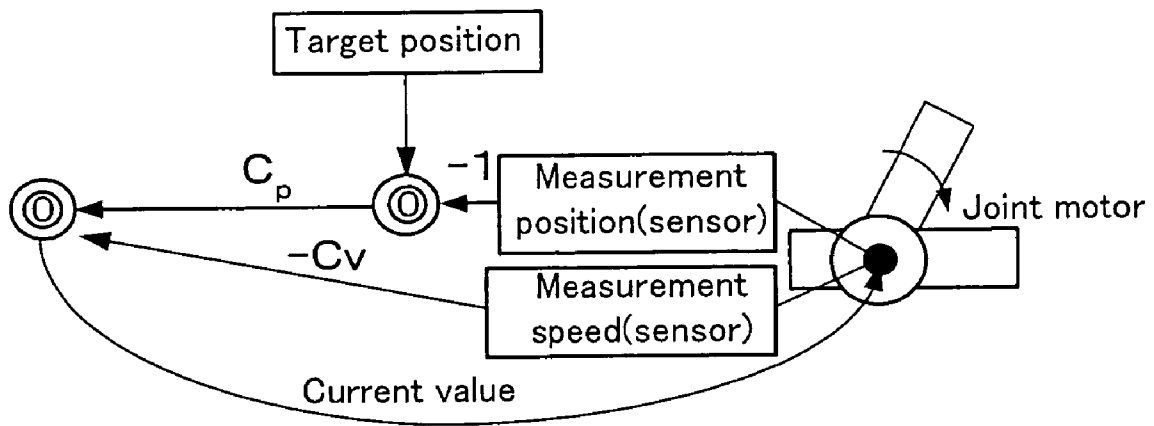 Target position
-1
Cp
O
O
Measurement
position(sensor)
Joint motor
-Cv
Measurement
speed(sensor)
Current value